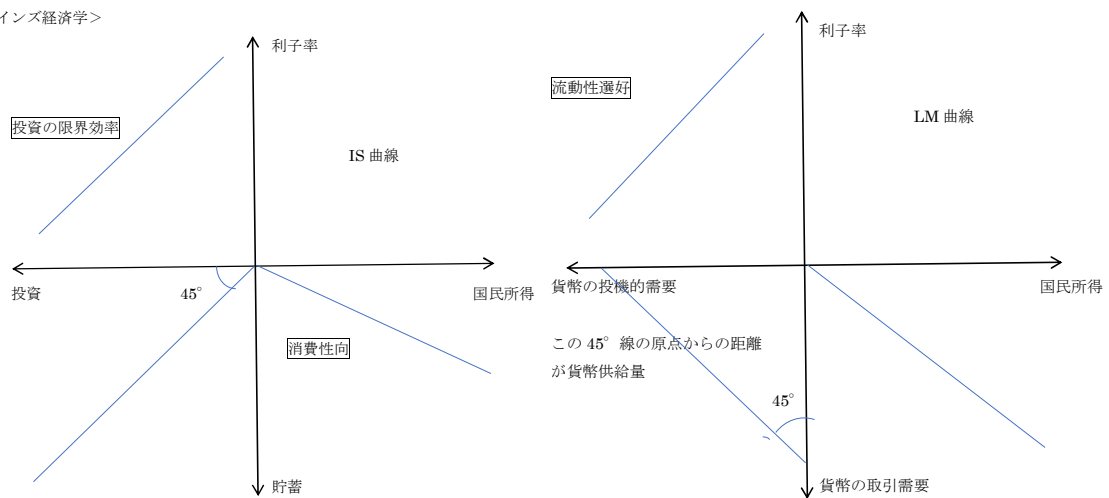 インズ経済学＞
利子率
投資の限界効率
IS 曲線
投資
45°
国民所得
消費性向
貯蓄
利子率
流動性選好
LM 曲線
貨幣の投機的需要
国民所得
この 45° 線の原点からの距離
が貨幣供給量
45°
貨幣の取引需要